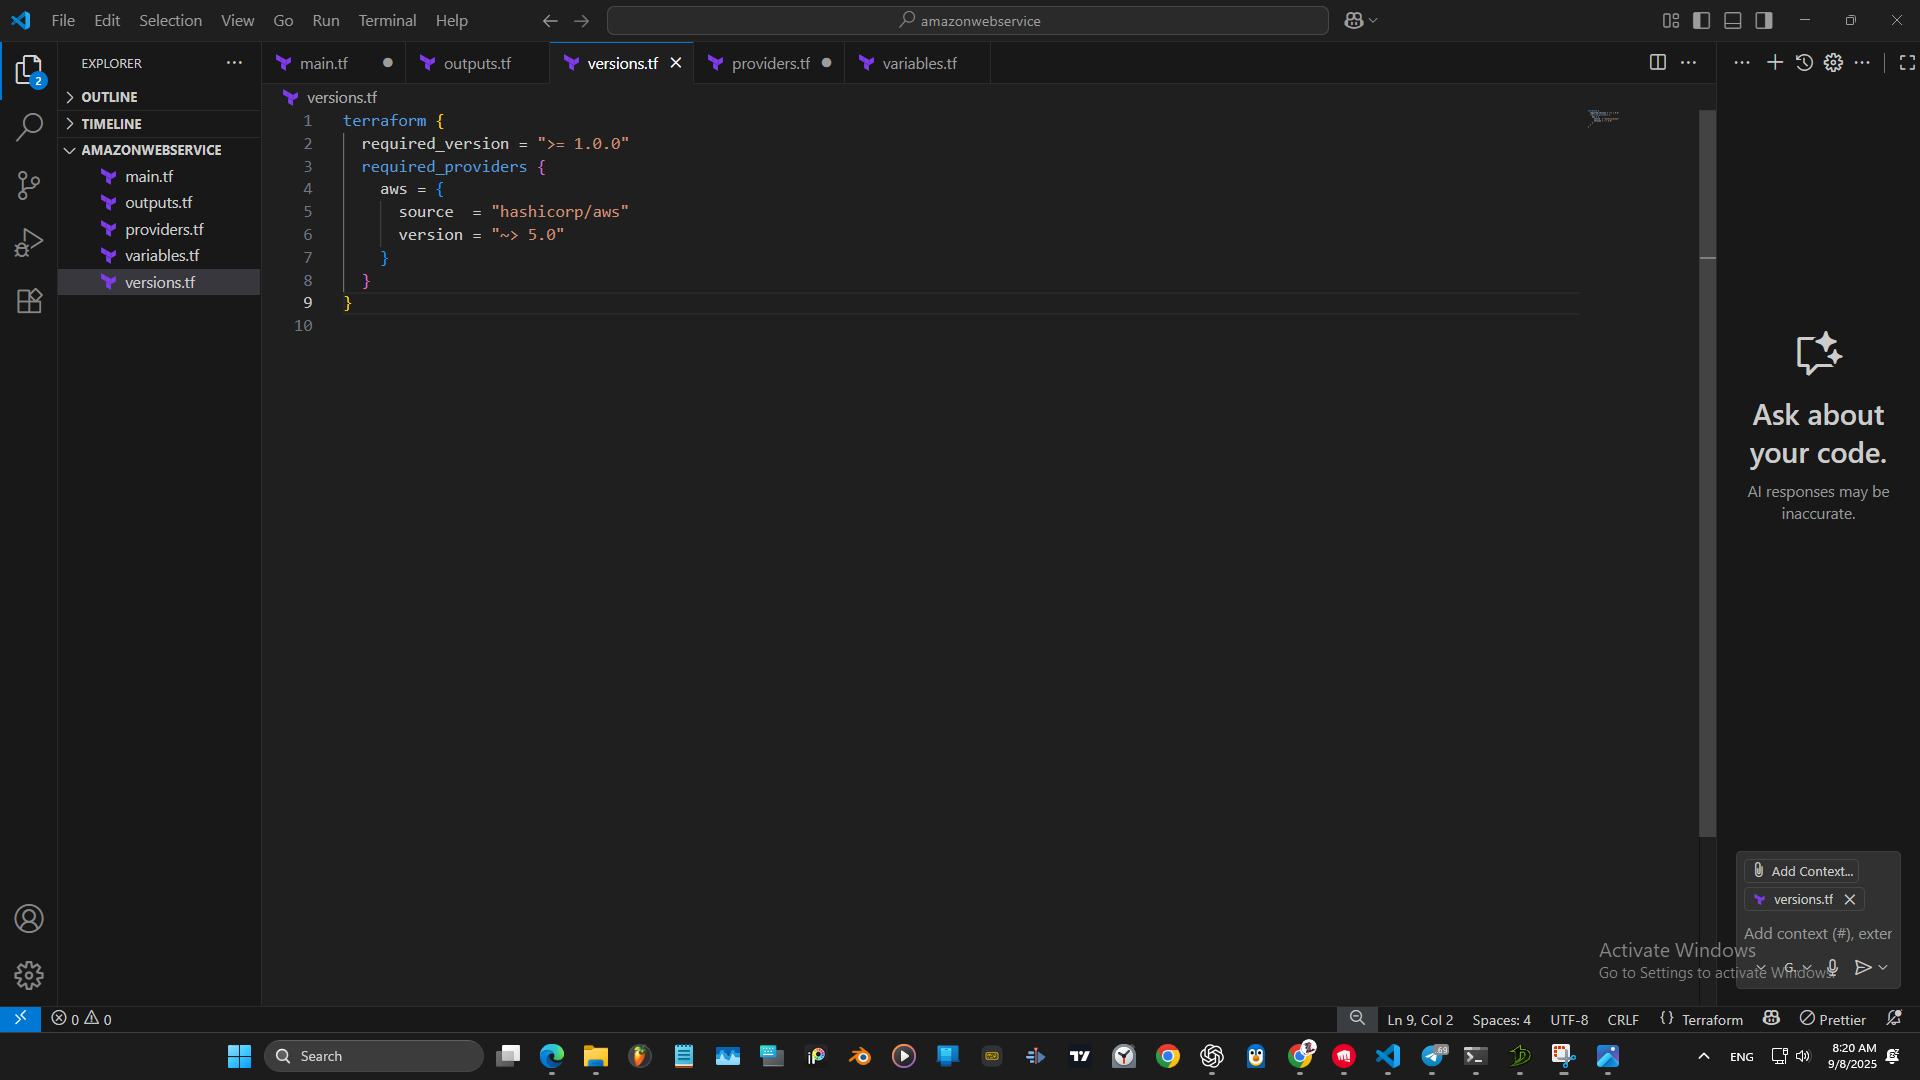 File Edit Selection View Go Run Terminal Help
amazonwebservice
EXPLORER
main.tf
outputs.tf
versions.tf
providers.tf
variables.tf
OUTLINE
TIMELINE
AMAZONWEBSERVICE
main.tf
outputs.tf
providers.tf
variables.tf
versions.tf
2
versions.tf
1 terraform {
2 required_version = ">= 1.0.0"
3 required_providers {
4 aws = {
5 source  = "hashicorp/aws"
6 version = "~> 5.0"
7 }
8 }
9 }
10
Ask about
your code.
AI responses may be
inaccurate.
Add Context...
versions.tf
Add context (#), exter
G
Activate Windows
Go to Settings to activate Windows.
0 0
Ln 9, Col 2 Spaces: 4 UTF-8 CRLF {} Terraform Prettier
Search
69
ENG
8:20 AM
9/8/2025